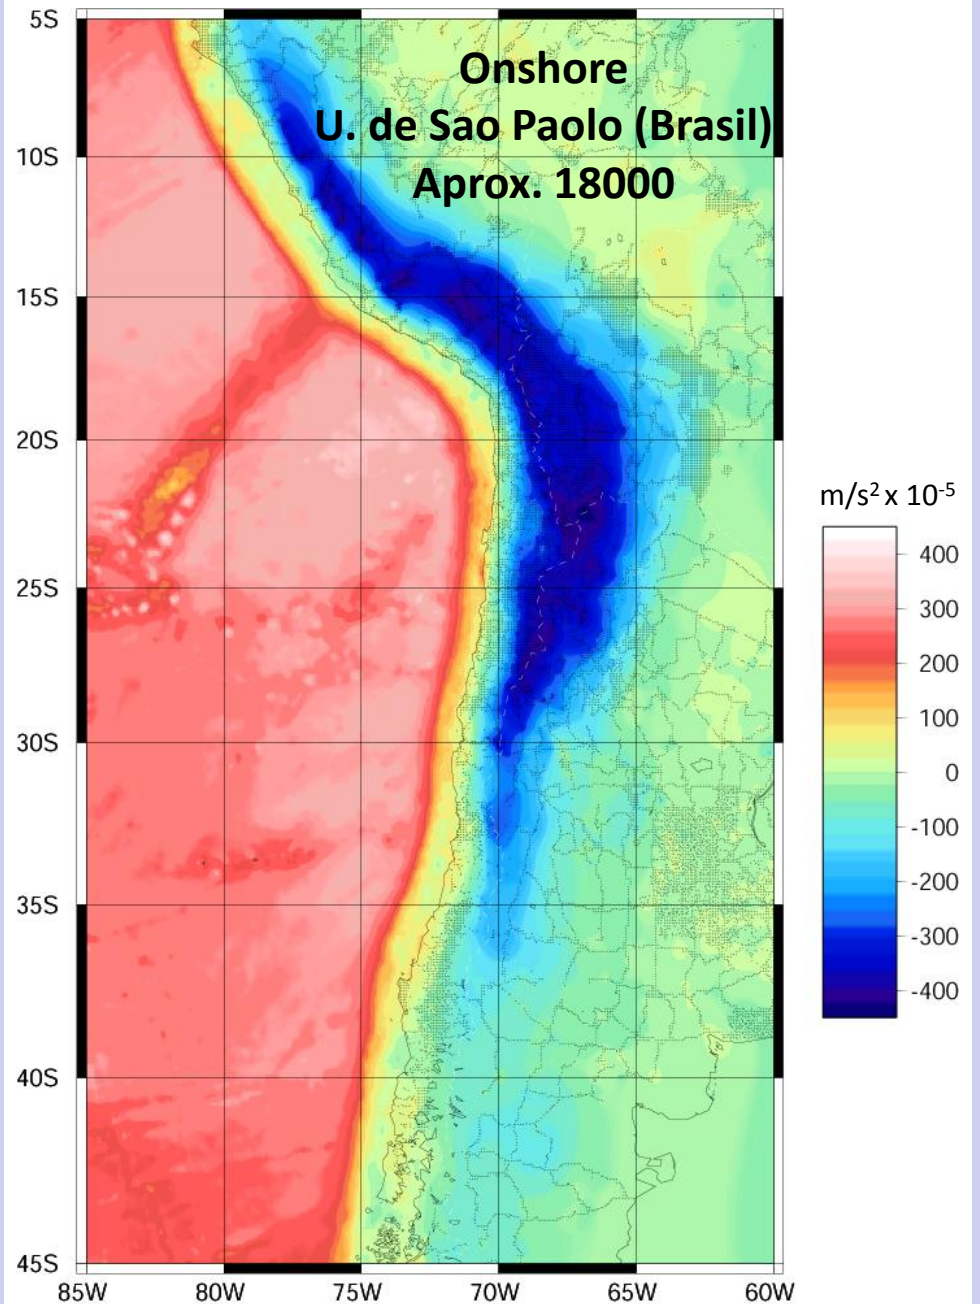 5S
Onshore
U. de Sao Paolo (Brasil)
10S
Aprox. 18000
15S
20S
m/s² x 10⁻⁵
400
25S
300
200
100
30S
0
-100
-200
35S
-300
-400
40S
45S
85W 80W 75W 70W 65W 60W